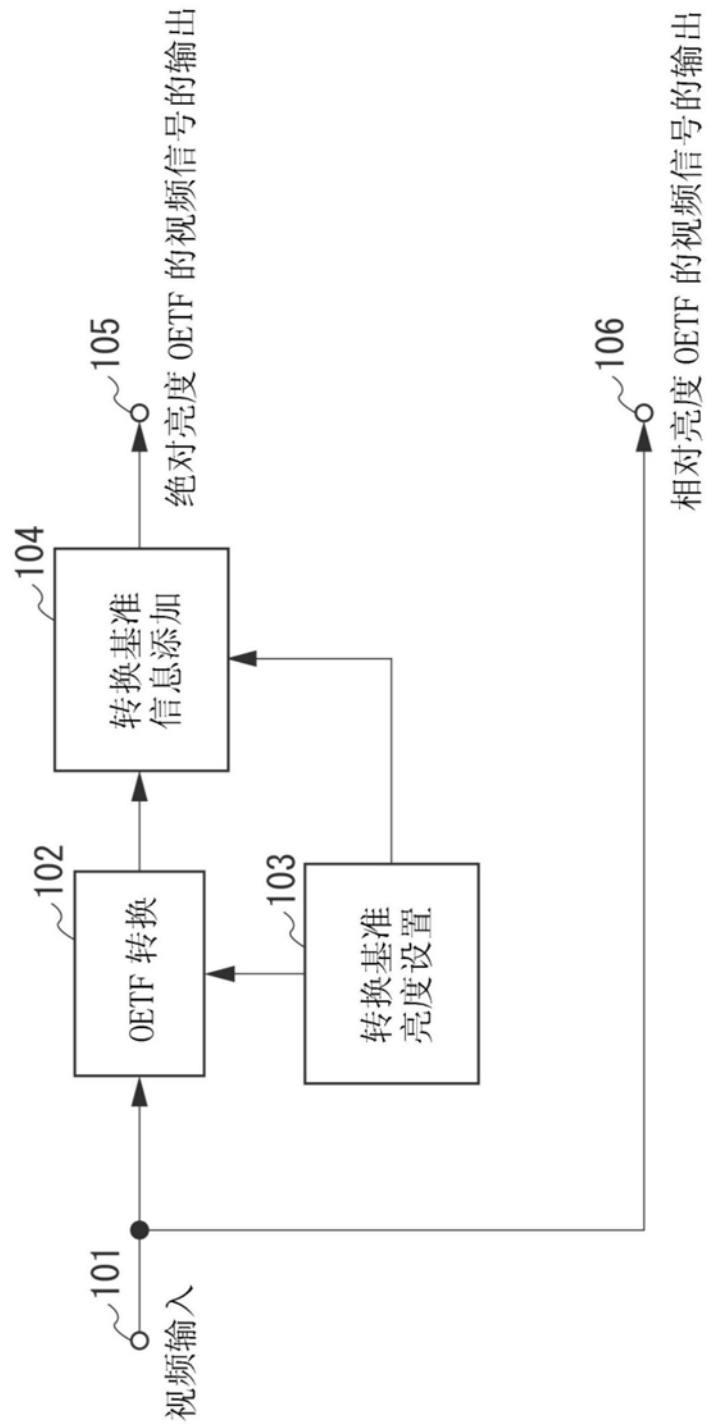 101
视频输入
102
OETF 转换
103
转换基准
亮度设置
104
转换基准
信息添加
105
绝对亮度 OETF 的视频信号的输出
106
相对亮度 OETF 的视频信号的输出